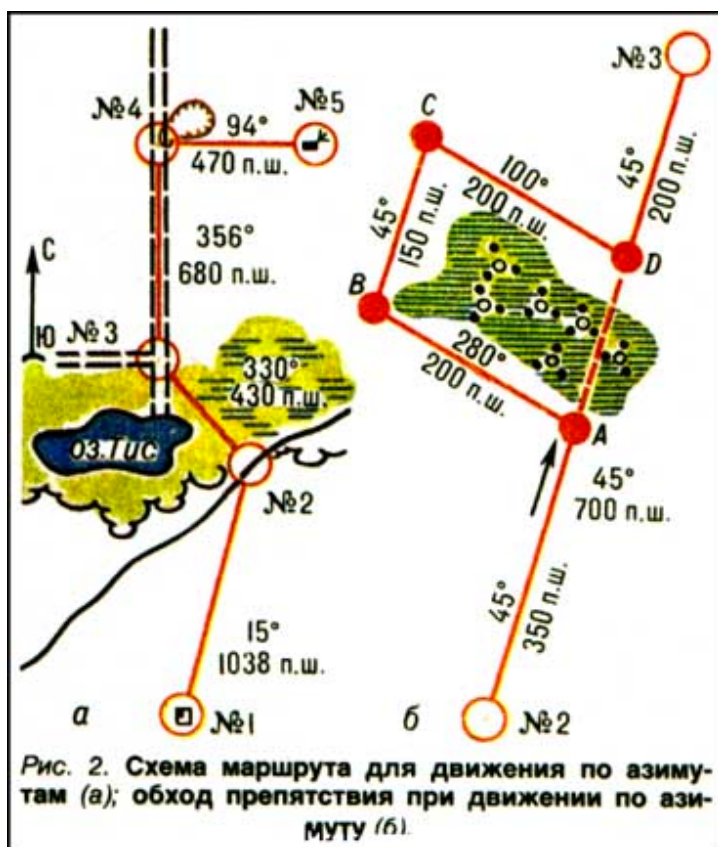 №3
№4
№5
94°
470 п.ш.
356°
680 п.ш.
С
Ю
№3
330°
430 п.ш.
оз. Тис
№2
15°
1038 п.ш.
а
№1
№3
C
100°
200 п.ш.
45°
200 п.ш.
45°
150 п.ш.
D
B
280°
200 п.ш.
A
45°
700 п.ш.
45°
350 п.ш.
б
№2
Рис. 2. Схема маршрута для движения по азиму-
там (а); обход препятствия при движении по ази-
муту (б).